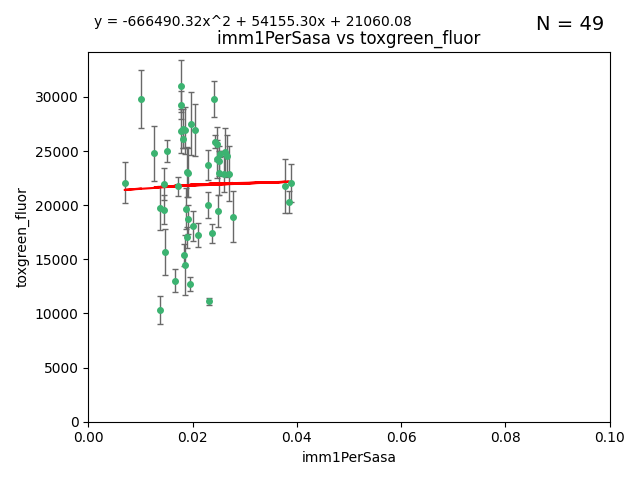 y = -666490.32x^2 + 54155.30x + 21060.08
N = 49
imm1PerSasa vs toxgreen_fluor
30000
25000
20000
15000
10000
5000
0
toxgreen_fluor
0.00 0.02 0.04 0.06 0.08 0.10
imm1PerSasa